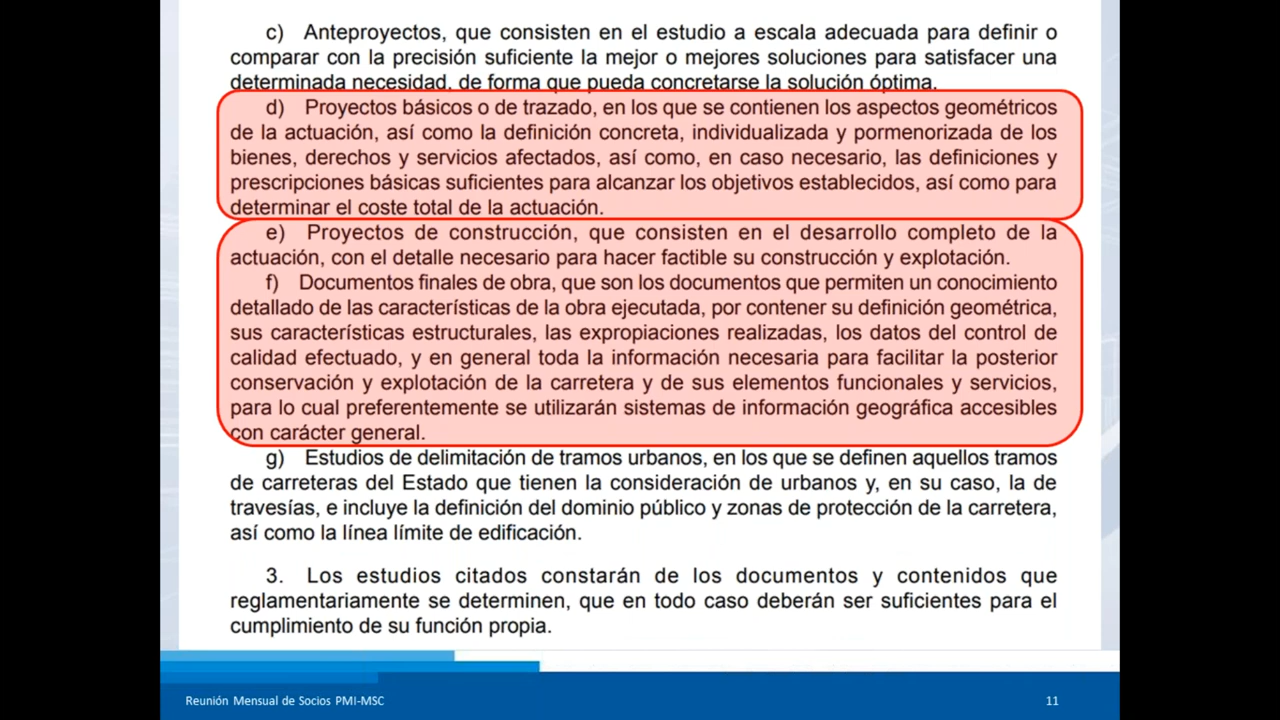 c) Anteproyectos, que consisten en el estudio a escala adecuada para definir o
comparar con la precisión suficiente la mejor o mejores soluciones para satisfacer una
determinada necesidad, de forma que pueda concretarse la solución óptima.
d) Proyectos básicos o de trazado, en los que se contienen los aspectos geométricos
de la actuación, así como la definición concreta, individualizada y pormenorizada de los
bienes, derechos y servicios afectados, así como, en caso necesario, las definiciones y
prescripciones básicas suficientes para alcanzar los objetivos establecidos, así como para
determinar el coste total de la actuación.
e) Proyectos de construcción, que consisten en el desarrollo completo de la
actuación, con el detalle necesario para hacer factible su construcción y explotación.
f) Documentos finales de obra, que son los documentos que permiten un conocimiento
detallado de las características de la obra ejecutada, por contener su definición geométrica,
sus características estructurales, las expropiaciones realizadas, los datos del control de
calidad efectuado, y en general toda la información necesaria para facilitar la posterior
conservación y explotación de la carretera y de sus elementos funcionales y servicios,
para lo cual preferentemente se utilizarán sistemas de información geográfica accesibles
con carácter general.
g) Estudios de delimitación de tramos urbanos, en los que se definen aquellos tramos
de carreteras del Estado que tienen la consideración de urbanos y, en su caso, la de
travesías, e incluye la definición del dominio público y zonas de protección de la carretera,
así como la línea límite de edificación.
3. Los estudios citados constarán de los documentos y contenidos que
reglamentariamente se determinen, que en todo caso deberán ser suficientes para el
cumplimiento de su función propia.
Reunión Mensual de Socios PMI-MSC
11